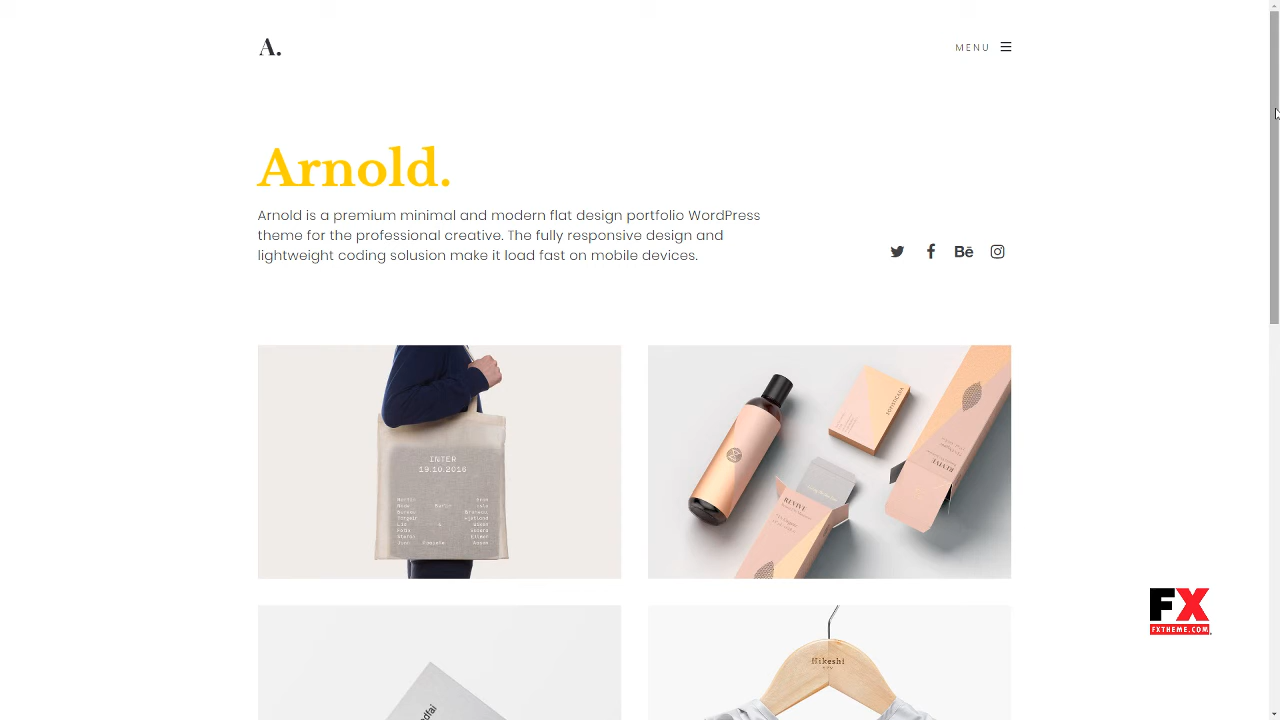 A.
MENU
Arnold.
Arnold is a premium minimal and modern flat design portfolio WordPress
theme for the professional creative. The fully responsive design and
lightweight coding solusion make it load fast on mobile devices.
Bē
INTER
19.10.2016
REVIVE
REVIVE
Nikeshi
FX
FXTHEME.COM